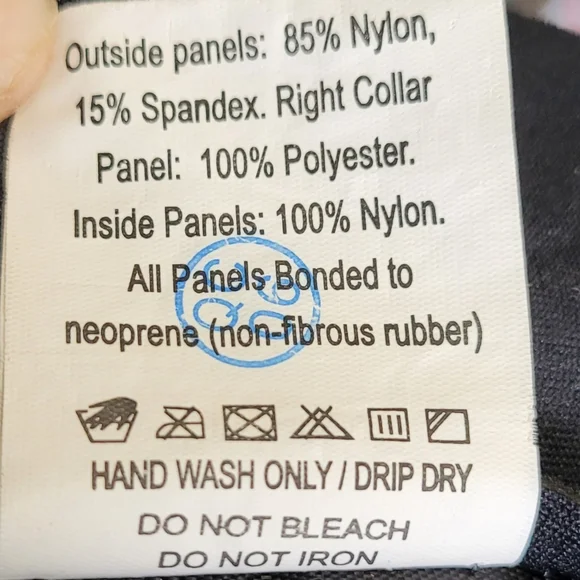 Outside panels: 85% Nylon,
15% Spandex. Right Collar
Panel: 100% Polyester.
Inside Panels: 100% Nylon.
All Panels Bonded to
neoprene (non-fibrous rubber)
HAND WASH ONLY / DRIP DRY
DO NOT BLEACH
DO NOT IRON